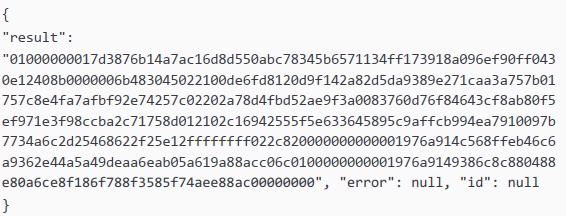 {
"result":
"01000000017d3876b14a7ac16d8d550abc78345b6571134ff173918a096ef90ff043
0e12408b0000006b483045022100de6fd8120d9f142a82d5da9389e271caa3a757b01
757c8e4fa7afbf92e74257c02202a78d4fbd52ae9f3a0083760d76f84643cf8ab80f5
ef971e3f98ccba2c71758d012102c16942555f5e633645895c9affcb994ea7910097b
7734a6c2d25468622f25e12ffffffff022c820000000000001976a914c568ffeb46c6
a9362e44a5a49deaa6eab05a619a88acc06c0100000000001976a9149386c8c880488
e80a6ce8f186f788f3585f74aee88ac00000000", "error": null, "id": null
}